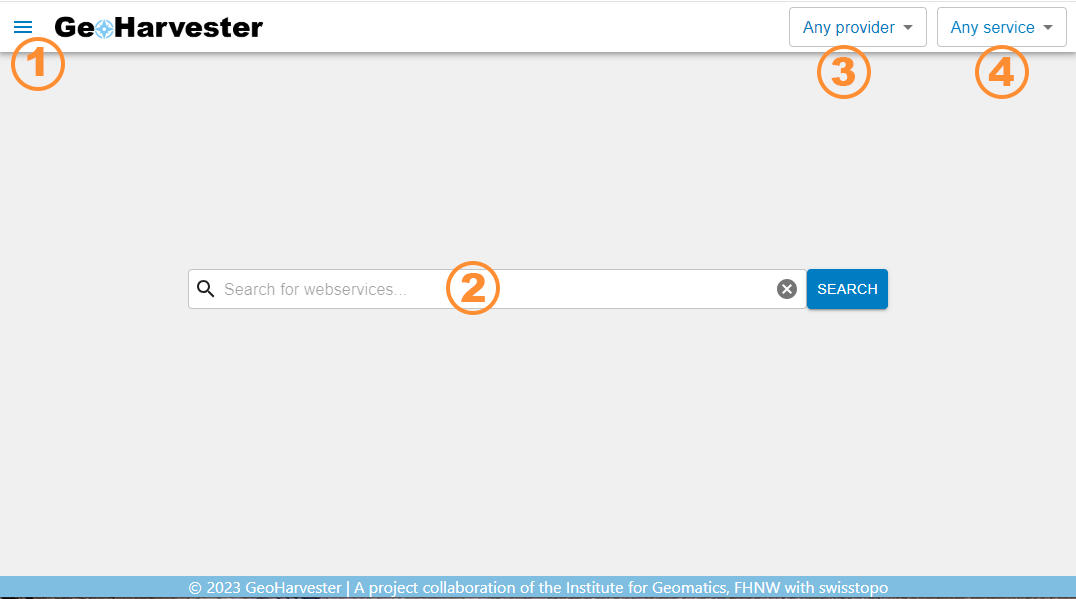 GeoHarvester
Any provider
Any service
1
3
4
Search for webservices...
2
SEARCH
© 2023 GeoHarvester | A project collaboration of the Institute for Geomatics, FHNW with swisstopo